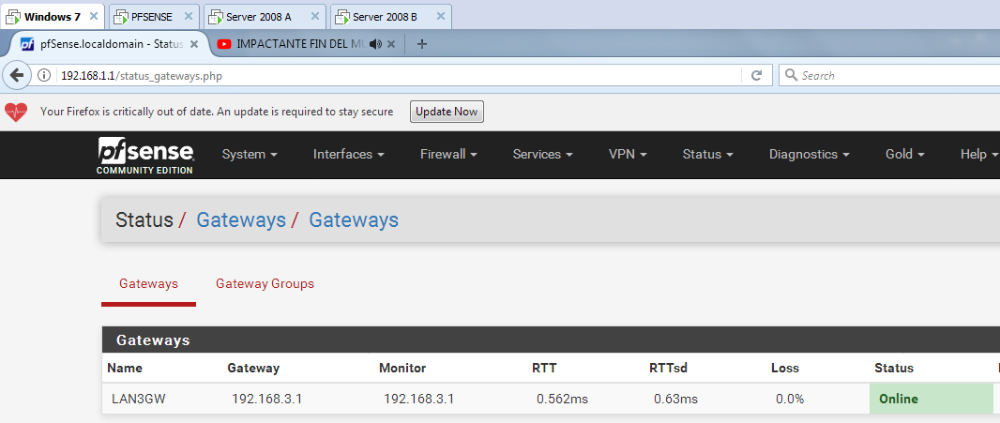 Windows 7 PFSENSE Server 2008 A Server 2008 B
pfSense.localdomain - Status IMPACTANTE FIN DEL MU
192.168.1.1/status_gateways.php Search
Your Firefox is critically out of date. An update is required to stay secure Update Now
pfsense System Interfaces Firewall Services VPN Status Diagnostics Gold Help
COMMUNITY EDITION
Status / Gateways / Gateways
Gateways Gateway Groups
Gateways
Name Gateway Monitor RTT RTTsd Loss Status
LAN3GW 192.168.3.1 192.168.3.1 0.562ms 0.63ms 0.0% Online